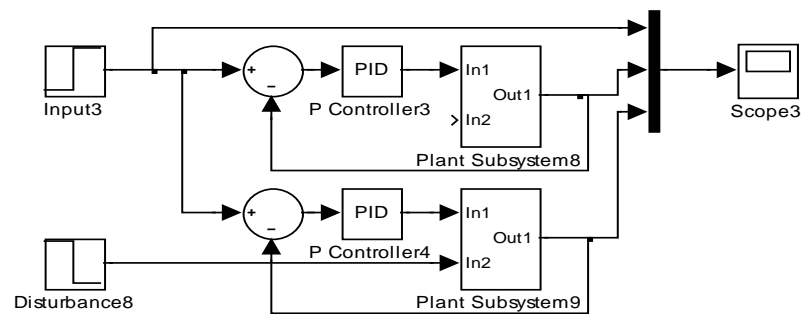 Input3
+
−
PID
P Controller3
In1
Out1
In2
Plant Subsystem8
Scope3
+
−
PID
P Controller4
In1
Out1
In2
Plant Subsystem9
Disturbance8